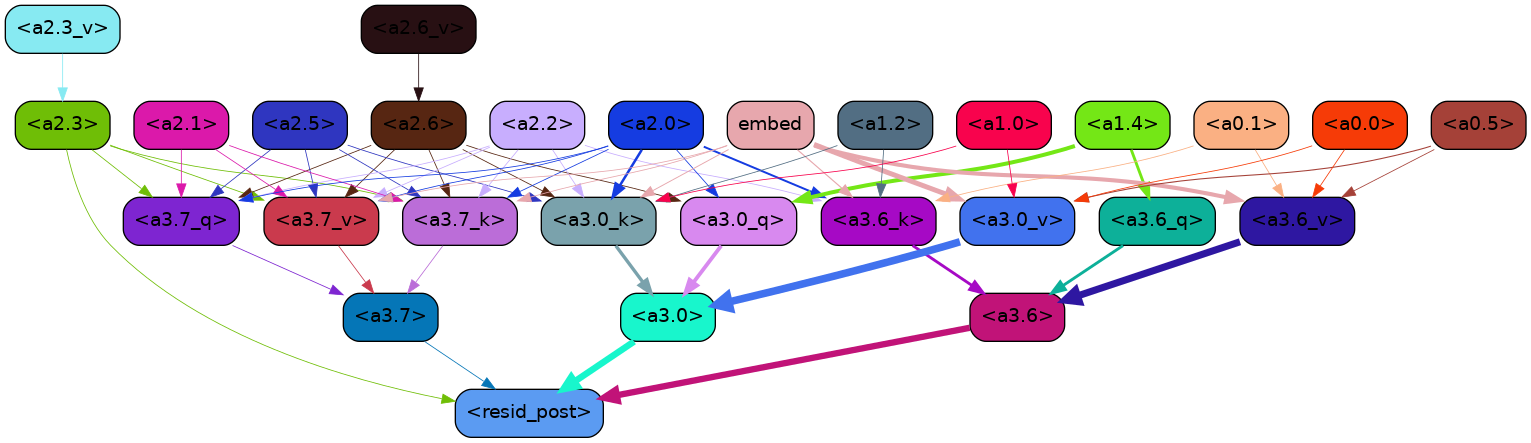 <a2.3_v> <a2.6_v>
<a2.3> <a2.1> <a2.5> <a2.6> <a2.2> <a2.0> embed <a1.2> <a1.0> <a1.4> <a0.1> <a0.0> <a0.5>
<a3.7_q> <a3.7_v> <a3.7_k> <a3.0_k> <a3.0_q> <a3.6_k> <a3.0_v> <a3.6_q> <a3.6_v>
<a3.7> <a3.0> <a3.6>
<resid_post>